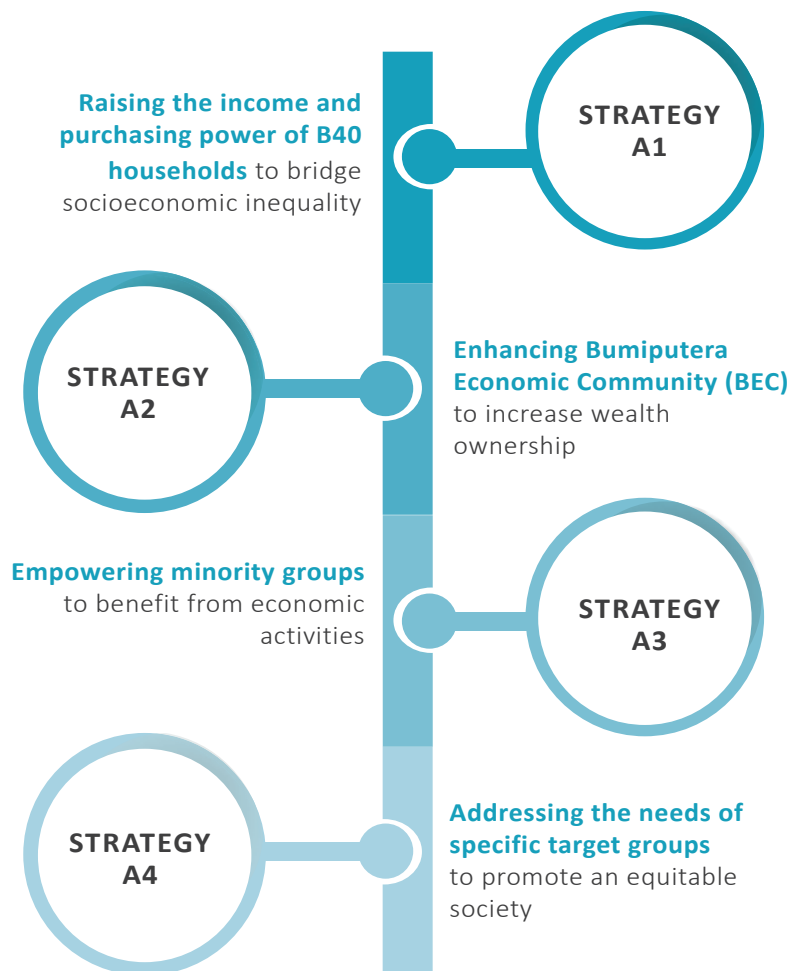 Raising the income and
purchasing power of B40
households to bridge
socioeconomic inequality
STRATEGY
A1
STRATEGY
A2
Enhancing Bumiputera
Economic Community (BEC)
to increase wealth
ownership
Empowering minority groups
to benefit from economic
activities
STRATEGY
A3
STRATEGY
A4
Addressing the needs of
specific target groups
to promote an equitable
society